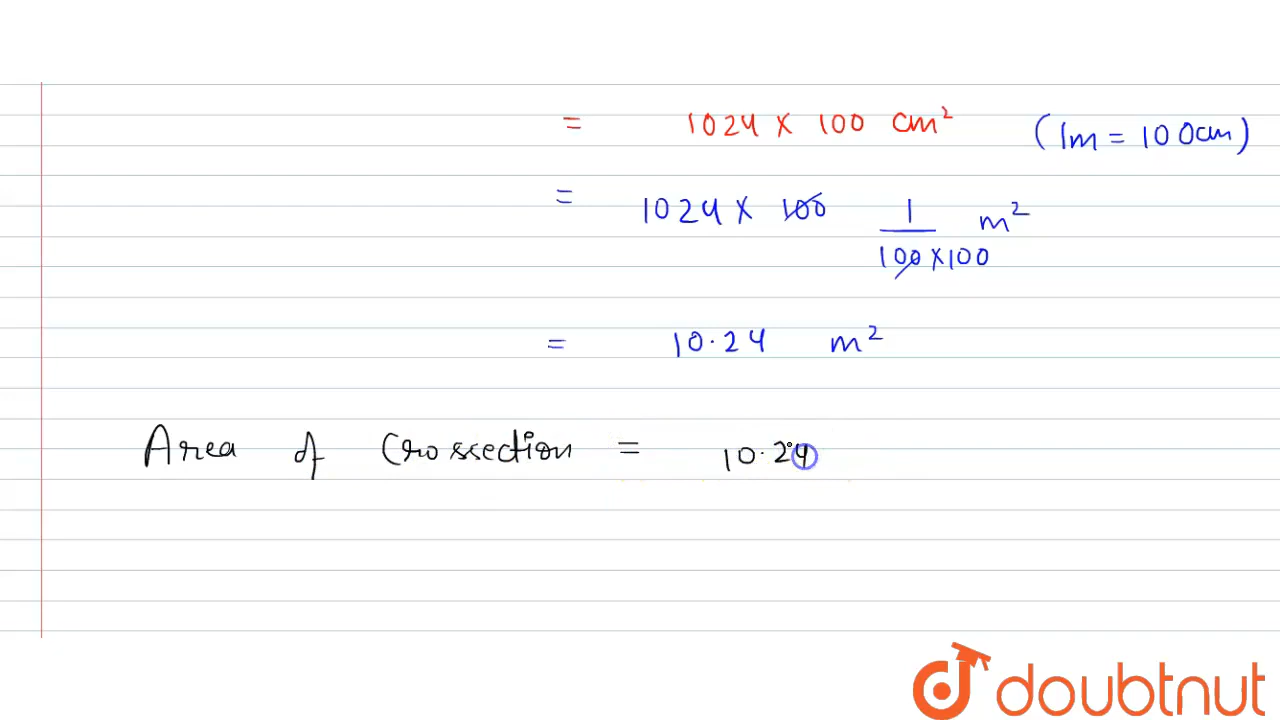 = 1024 × 100 cm² (1m = 100cm)
= 1024 × 100 1/100×100 m²
= 10.24 m²
Area of Crossection = 10.24
doubtnut